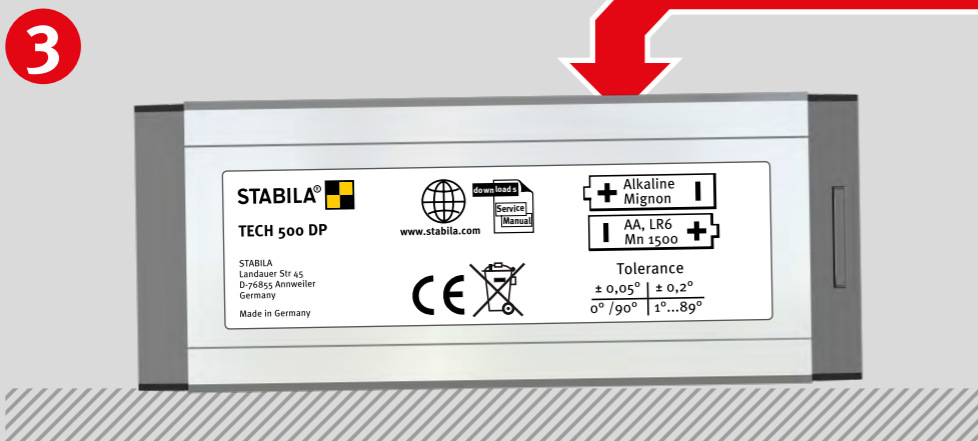 3
STABILA®
TECH 500 DP
STABILA
Landauer Str 45
D-76855 Annweiler
Germany
Made in Germany
www.stabila.com
downloads
Service
Manual
CE
+ Alkaline
Mignon
AA, LR6 +
Mn 1500
Tolerance
± 0,05° ± 0,2°
0° /90° 1°...89°